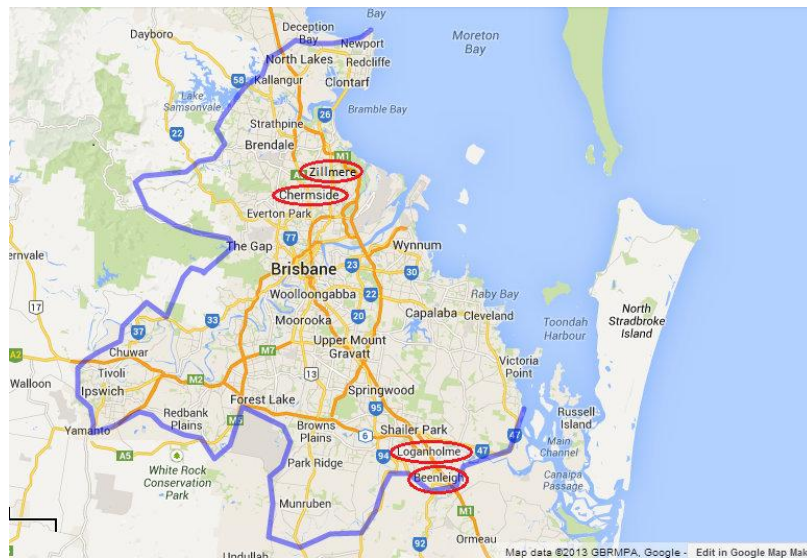 Deception
Bay
Bay
Dayboro
Newport
North Lakes
Redcliffe
58
Kallangur
Clontarf
Moreton
Bay
Lake
Samsonvale
Bramble Bay
26
22
Strathpine
Brendale
M1
Zillmere
Chermside
Everton Park
The Gap
77
Wynnum
Brisbane
23
30
Woolloongabba
22
Raby Bay
17
20
33
Moorooka
Capalaba
Cleveland
Toondah
Harbour
North
Stradbroke
Island
37
Chuwar
Upper Mount
Gravatt
A2
M7
Victoria
Point
Walloon
Tivoli
Ipswich
M2
13
Springwood
Forest Lake
Redbank
Plains
95
Russell
Island
Yamanto
Browns
Plains
Shailer Park
6
47
A5
Loganholme
47
Main
Channel
94
White Rock
Conservation
Park
Park Ridge
Beenleigh
Canaipa
Passage
Munruben
M1
Ormeau
92
Undullah
Map data ©2013 GBRMPA, Google - Edit in Google Map Mak